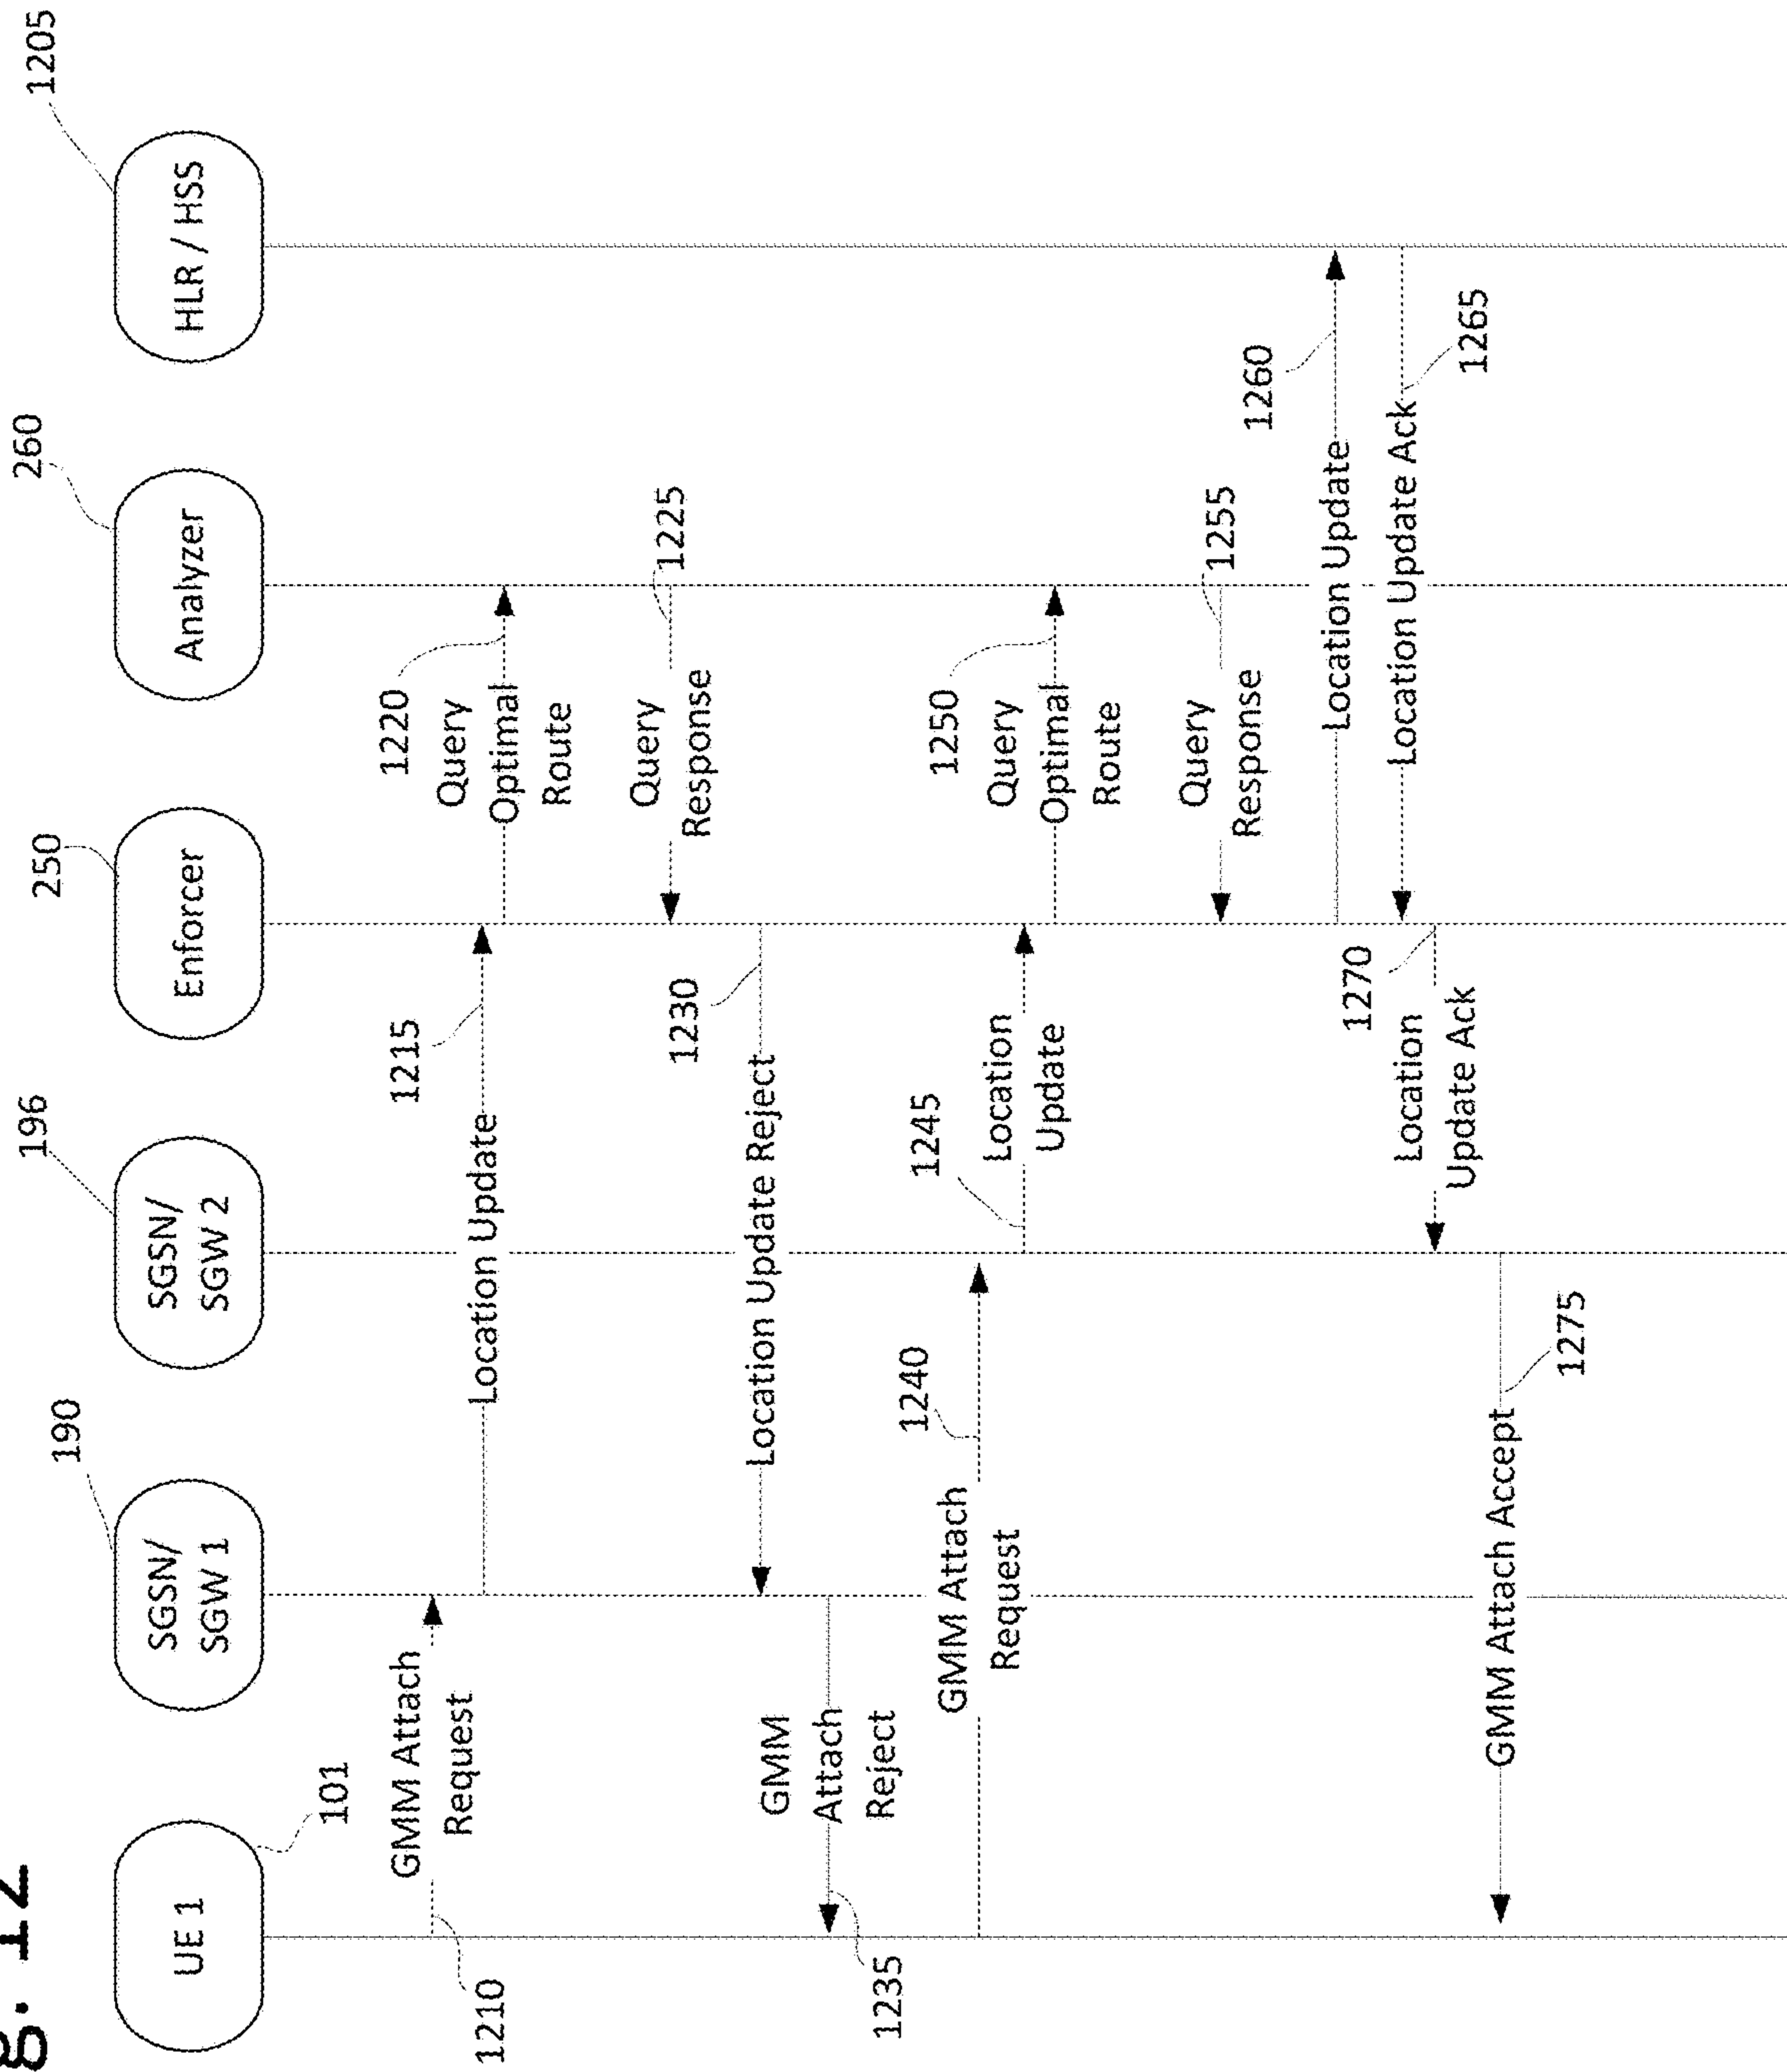 g. 12
UE 1
101
SGSN/
SGW 1
190
SGSN/
SGW 2
196
Enforcer
250
Analyzer
260
HLR / HSS
1205
1210
GMM Attach
Request
Location Update
1215
1220
Query
Optimal
Route
Query
Response
1225
Location Update Reject
1230
GMM
Attach
Reject
1235
GMM Attach
Request
1240
1245
Location
Update
1250
Query
Optimal
Route
Query
Response
1255
Location Update
1260
Location Update Ack
1265
1270
Location
Update Ack
GMM Attach Accept
1275